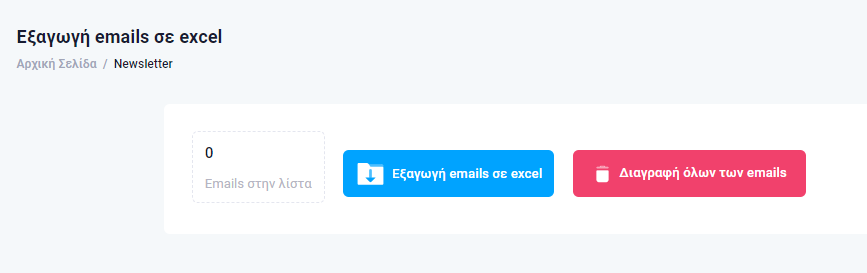 Εξαγωγή emails σε excel
Αρχική Σελίδα / Newsletter
0
Emails στην λίστα
Εξαγωγή emails σε excel
Διαγραφή όλων των emails